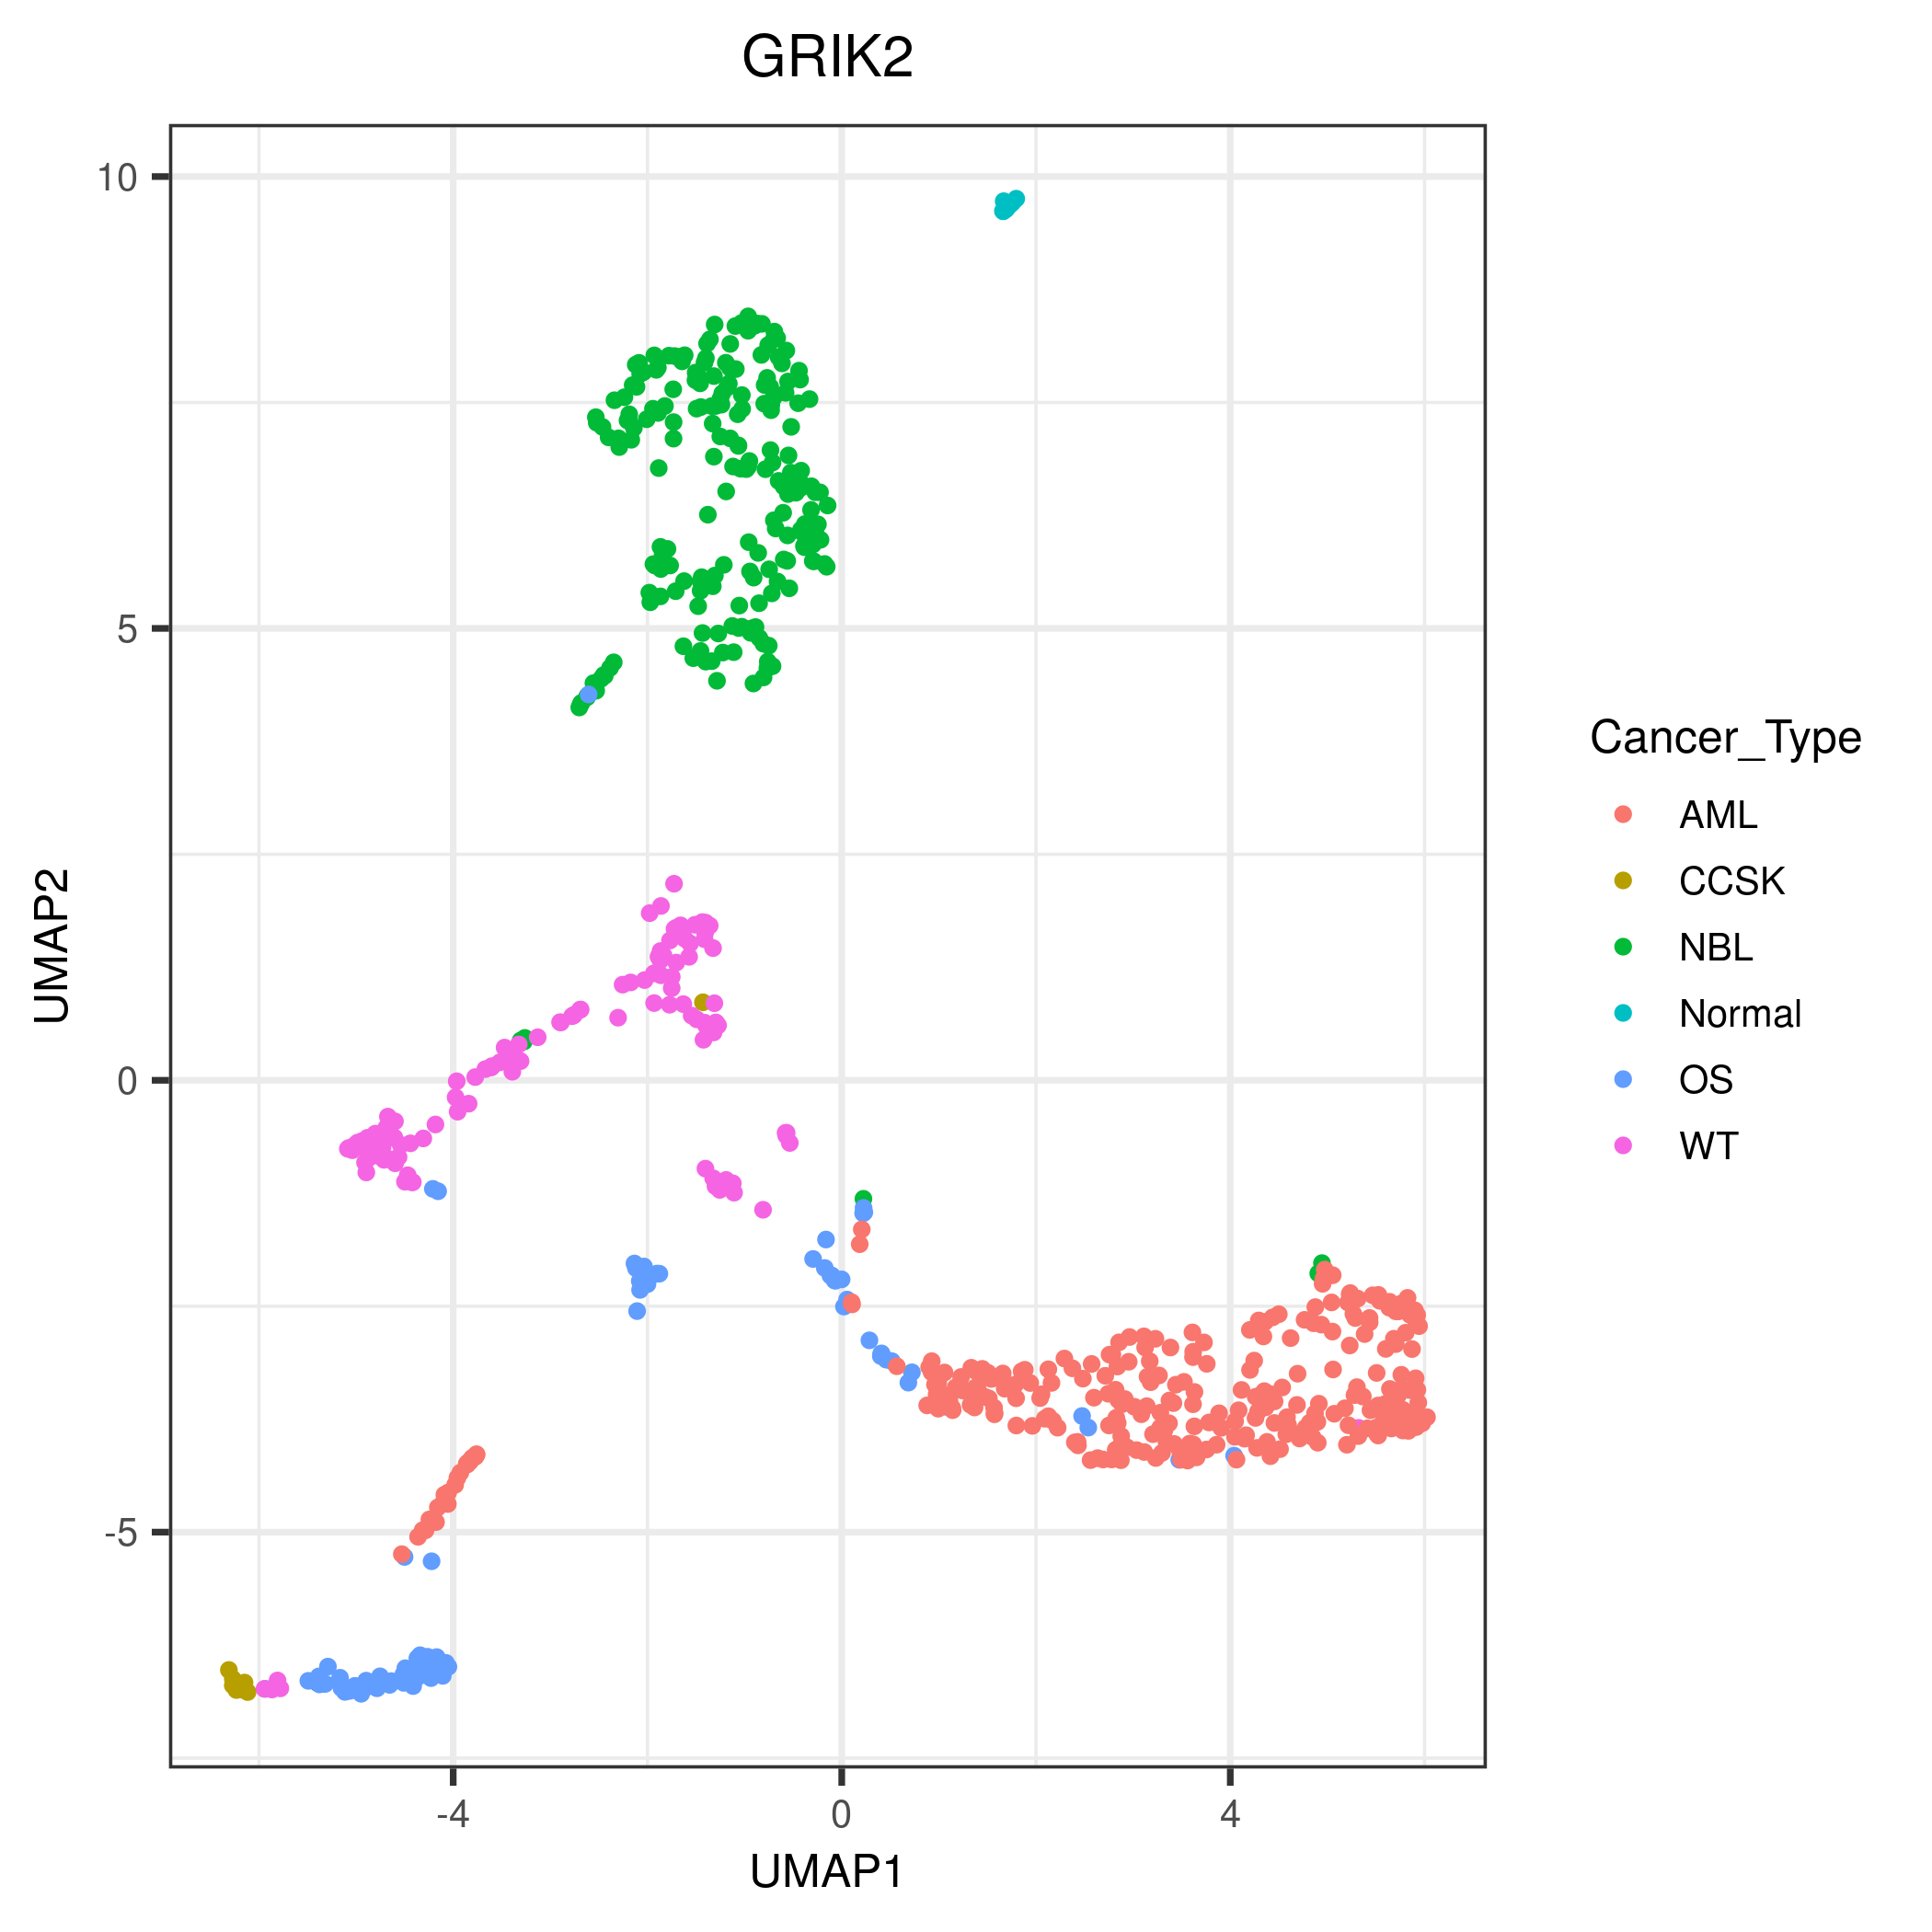 GRIK2
10
5
0
-5
UMAP2
-4
0
4
UMAP1
Cancer_Type
AML
CCSK
NBL
Normal
OS
WT